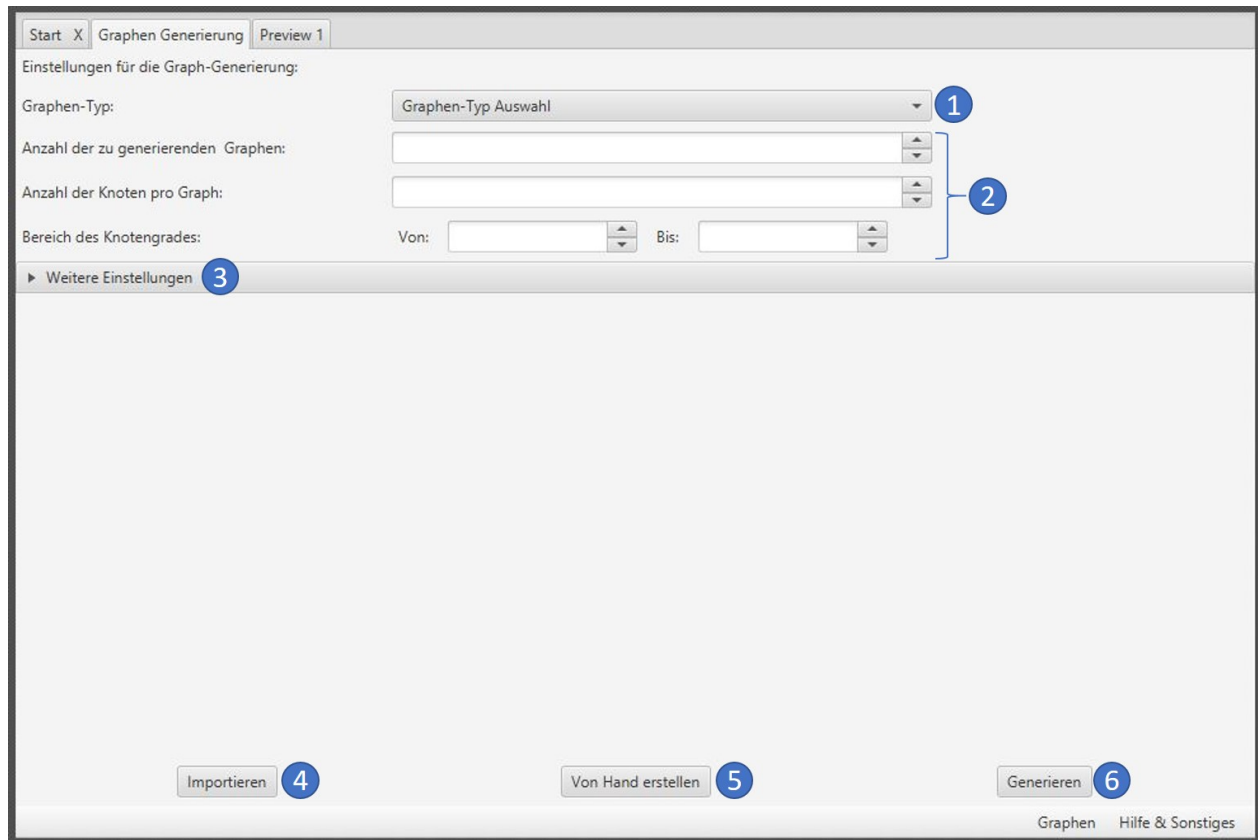 Start X Graphen Generierung Preview 1
Einstellungen für die Graph-Generierung:
Graphen-Typ: Graphen-Typ Auswahl 1
Anzahl der zu generierenden Graphen:
Anzahl der Knoten pro Graph: 2
Bereich des Knotengrades: Von: Bis:
Weitere Einstellungen 3
Importieren 4 Von Hand erstellen 5 Generieren 6
Graphen Hilfe & Sonstiges